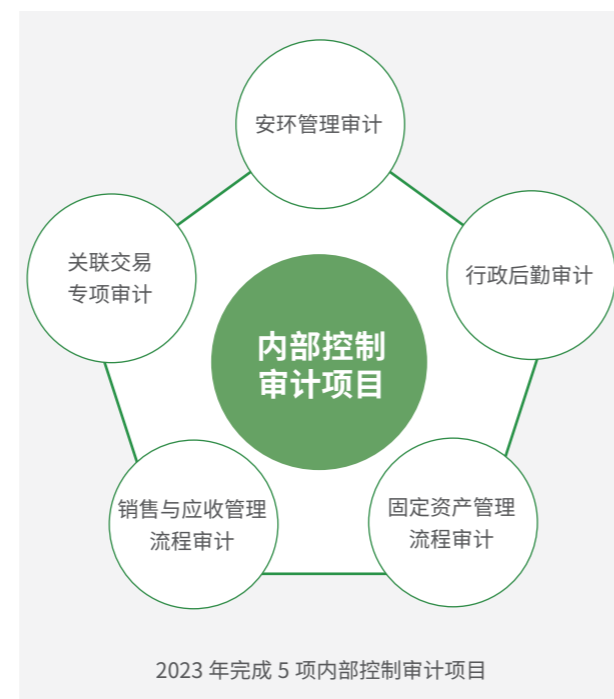 安环管理审计
关联交易
专项审计
行政后勤审计
内部控制
审计项目
销售与应收管理
流程审计
固定资产管理
流程审计
2023 年完成 5 项内部控制审计项目